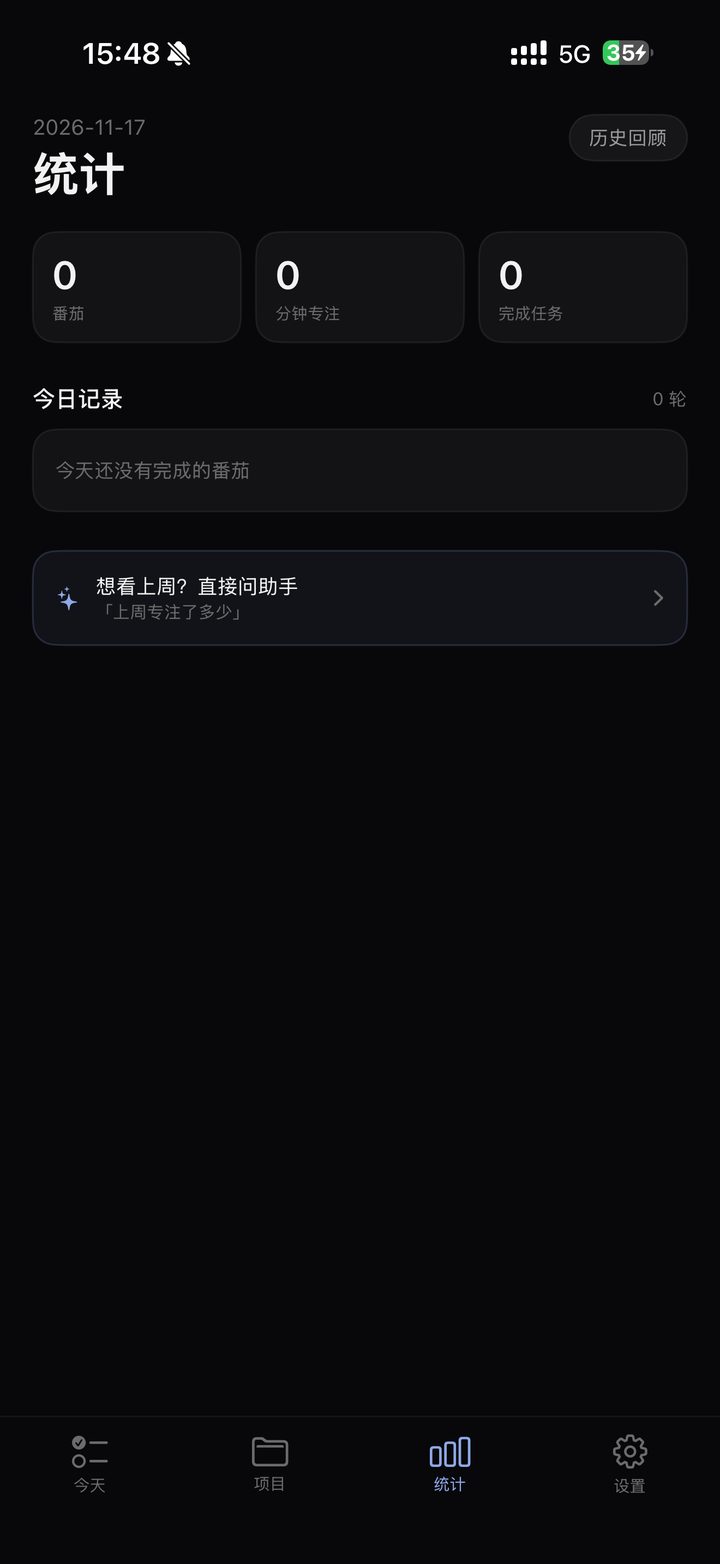 15:48
5G
35
2026-11-17
历史回顾
统计
0
番茄
0
分钟专注
0
完成任务
今日记录
0 轮
今天还没有完成的番茄
想看上周？直接问助手
「上周专注了多少」
今天
项目
统计
设置